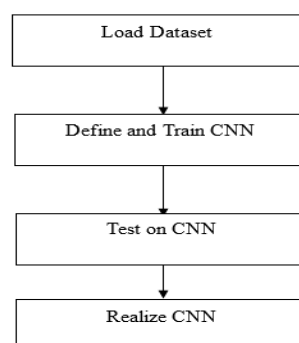 Load Dataset
Define and Train CNN
Test on CNN
Realize CNN